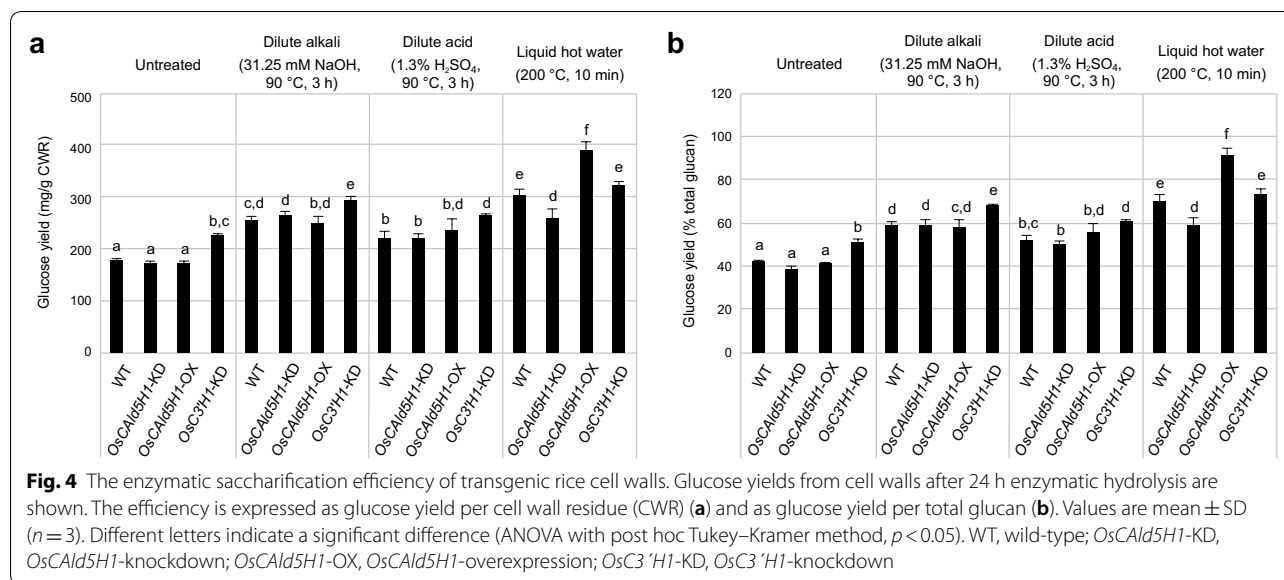 a
Untreated
Dilute alkali
(31.25 mM NaOH,
90 °C, 3 h)
Dilute acid
(1.3% H₂SO₄,
90 °C, 3 h)
Liquid hot water
(200 °C, 10 min)
Glucose yield (mg/g CWR)
500
400
300
200
100
0
a
a
a
b,c
c,d
d
b,d
e
b
b
b,d
d
e
d
f
e
WT
OsCAld5H1-KD
OsCAld5H1-OX
OsC3'H1-KD
WT
OsCAld5H1-KD
OsCAld5H1-OX
OsC3'H1-KD
WT
OsCAld5H1-KD
OsCAld5H1-OX
OsC3'H1-KD
WT
OsCAld5H1-KD
OsCAld5H1-OX
OsC3'H1-KD
b
Untreated
Dilute alkali
(31.25 mM NaOH,
90 °C, 3 h)
Dilute acid
(1.3% H₂SO₄,
90 °C, 3 h)
Liquid hot water
(200 °C, 10 min)
Glucose yield (% total glucan)
120
100
80
60
40
20
0
a
a
a
b
d
d
c,d
e
b,c
b
b,d
d
e
d
f
e
WT
OsCAld5H1-KD
OsCAld5H1-OX
OsC3'H1-KD
WT
OsCAld5H1-KD
OsCAld5H1-OX
OsC3'H1-KD
WT
OsCAld5H1-KD
OsCAld5H1-OX
OsC3'H1-KD
WT
OsCAld5H1-KD
OsCAld5H1-OX
OsC3'H1-KD
Fig. 4 The enzymatic saccharification efficiency of transgenic rice cell walls. Glucose yields from cell walls after 24 h enzymatic hydrolysis are
shown. The efficiency is expressed as glucose yield per cell wall residue (CWR) (a) and as glucose yield per total glucan (b). Values are mean ± SD
(n = 3). Different letters indicate a significant difference (ANOVA with post hoc Tukey–Kramer method, p < 0.05). WT, wild-type; OsCAld5H1-KD,
OsCAld5H1-knockdown; OsCAld5H1-OX, OsCAld5H1-overexpression; OsC3´H1-KD, OsC3´H1-knockdown